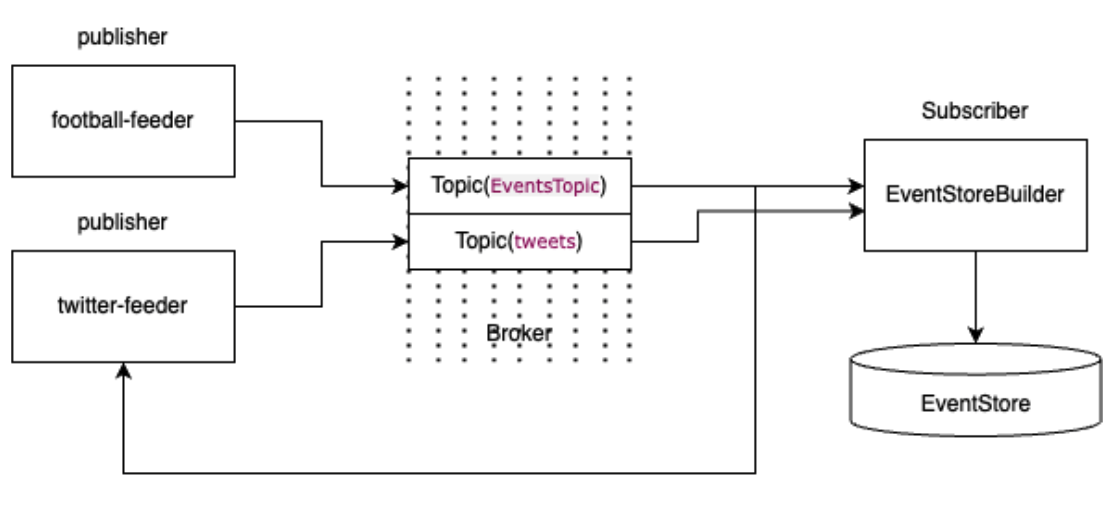 publisher
football-feeder
publisher
twitter-feeder
Topic(EventsTopic)
Topic(tweets)
Broker
Subscriber
EventStoreBuilder
EventStore